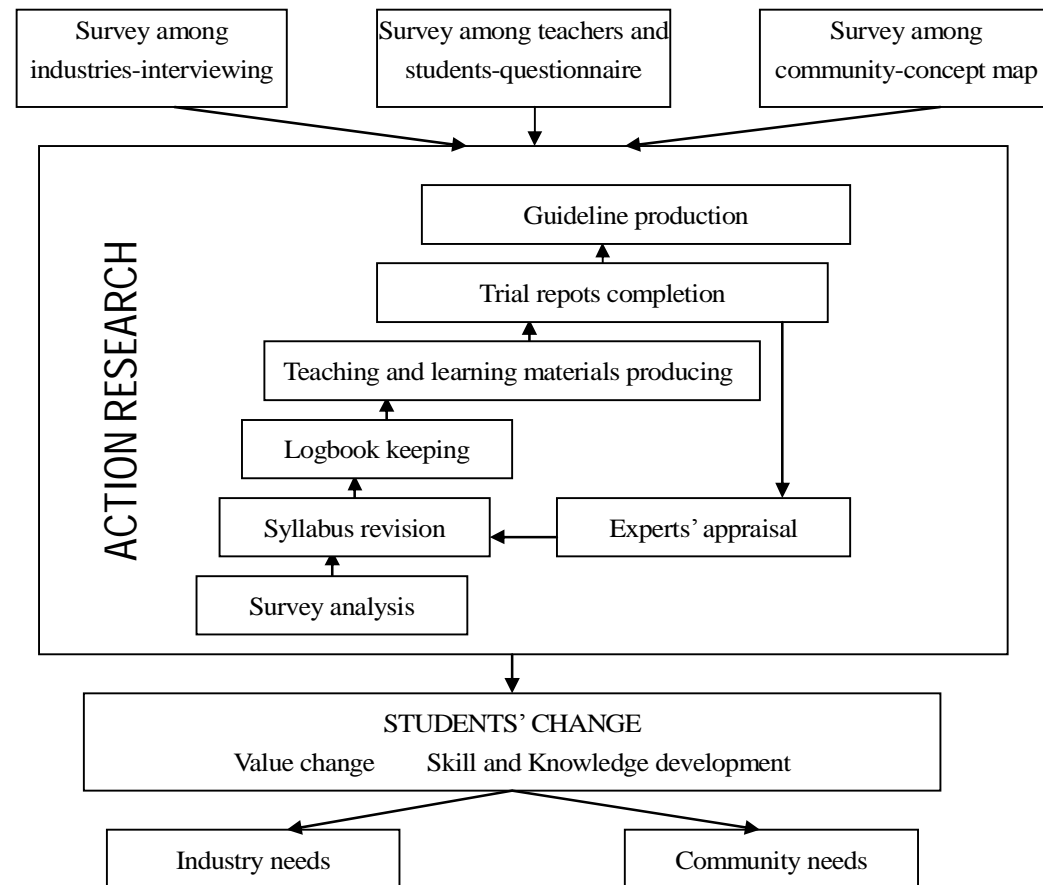 Survey among
industries-interviewing
Survey among teachers and
students-questionnaire
Survey among
community-concept map
ACTION RESEARCH
Guideline production
Trial repots completion
Teaching and learning materials producing
Logbook keeping
Syllabus revision
Experts’ appraisal
Survey analysis
STUDENTS’ CHANGE
Value change Skill and Knowledge development
Industry needs
Community needs